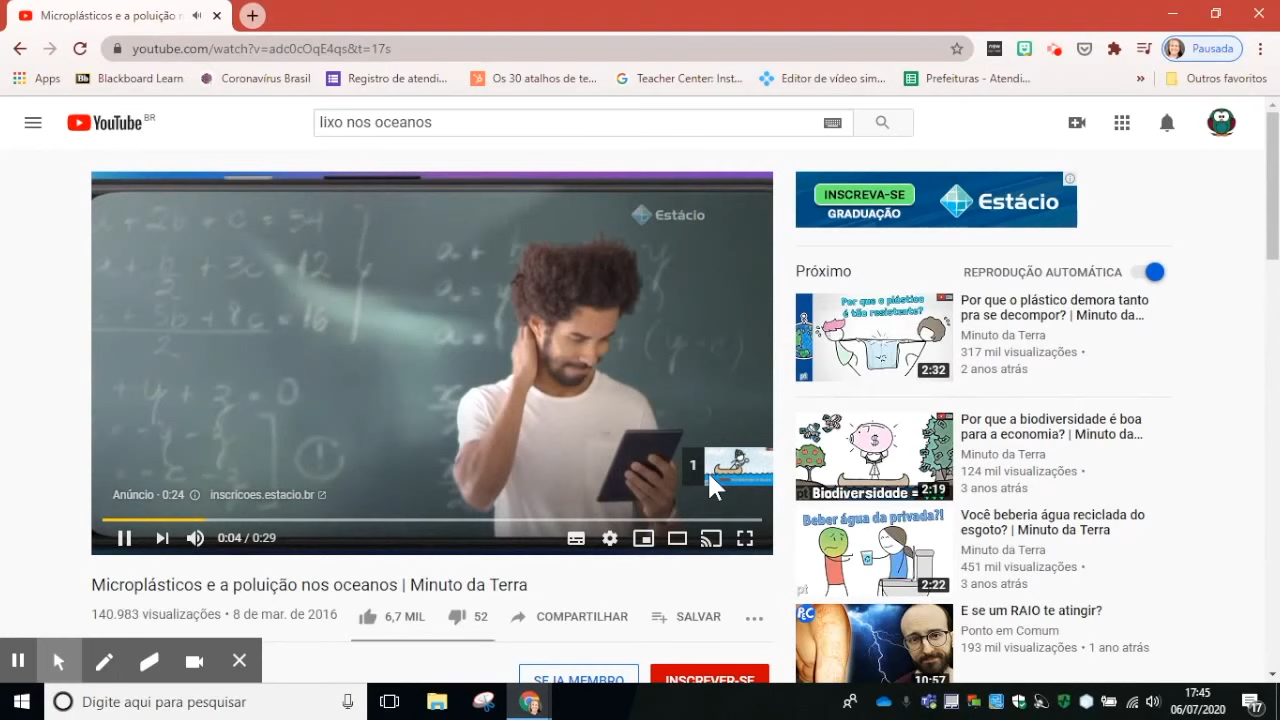 Microplásticos e a poluição n
youtube.com/watch?v=adc0cOqE4qs&t=17s
Pausada
Apps
Blackboard Learn
Coronavírus Brasil
Registro de atendi...
Os 30 atalhos de te...
Teacher Center: Inst...
Editor de vídeo sim...
Prefeituras - Atendi...
»
Outros favoritos
YouTube BR
lixo nos oceanos
Estácio
1
Anúncio · 0:24
inscricoes.estacio.br
0:04 / 0:29
Microplásticos e a poluição nos oceanos | Minuto da Terra
140.983 visualizações • 8 de mar. de 2016
6,7 MIL
52
COMPARTILHAR
SALVAR
SEJA MEMBRO
INSCREVER-SE
INSCREVA-SE
GRADUAÇÃO
Estácio
Próximo
REPRODUÇÃO AUTOMÁTICA
Por que o plástico
é tão resistente?
pt
2:32
Por que o plástico demora tanto
pra se decompor? | Minuto da...
Minuto da Terra
317 mil visualizações •
2 anos atrás
pt Biodiversidade =
2:19
Por que a biodiversidade é boa
para a economia? | Minuto da...
Minuto da Terra
124 mil visualizações •
3 anos atrás
Beber água da privada?!
pt
2:22
Você beberia água reciclada do
esgoto? | Minuto da Terra
Minuto da Terra
451 mil visualizações •
3 anos atrás
10:57
E se um RAIO te atingir?
Ponto em Comum
193 mil visualizações • 1 ano atrás
Digite aqui para pesquisar
17:45
06/07/2020
17